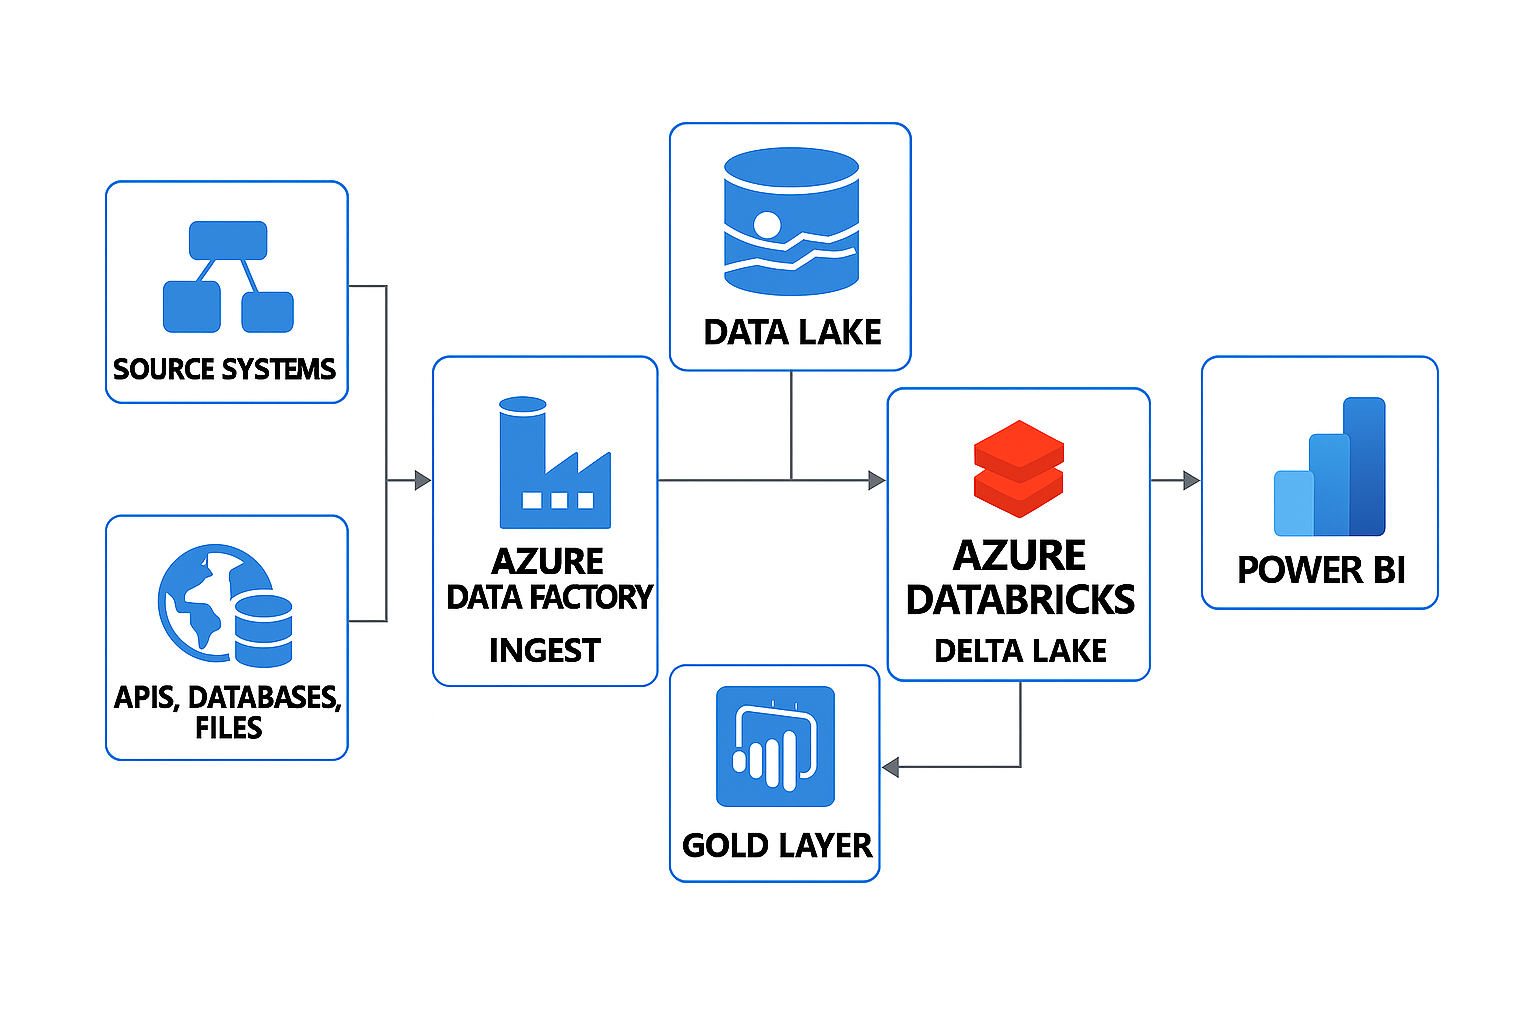 SOURCE SYSTEMS
APIS, DATABASES,
FILES
AZURE
DATA FACTORY
INGEST
DATA LAKE
AZURE
DATABRICKS
DELTA LAKE
GOLD LAYER
POWER BI